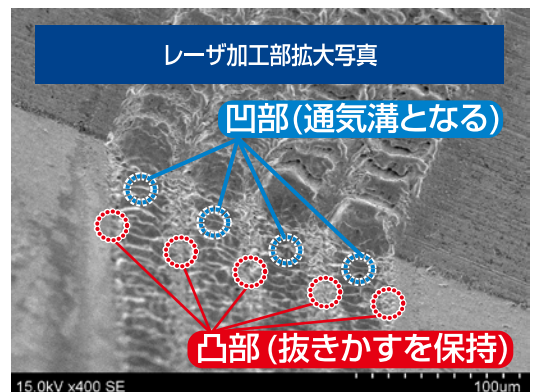 レーザ加工部拡大写真
凹部(通気溝となる)
凸部(抜きかすを保持)
15.0kV x400 SE
100um